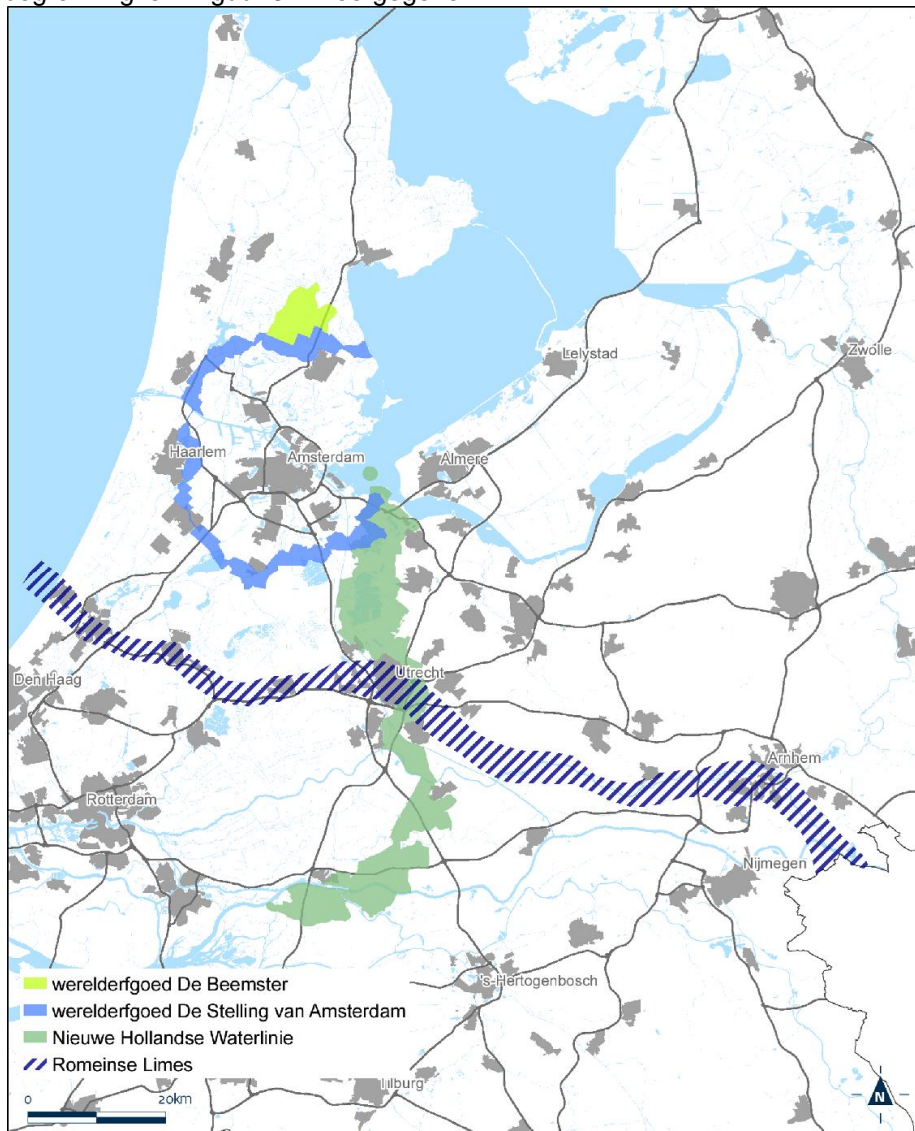 Lelystad
Zwolle
Haarlem
Amsterdam
Almere
Utrecht
Den Haag
Arnhem
Rotterdam
Nijmegen
's-Hertogenbosch
werelderfgoed De Beemster
werelderfgoed De Stelling van Amsterdam
Nieuwe Hollandse Waterlinie
Romeinse Limes
Tilburg
0 20km
N